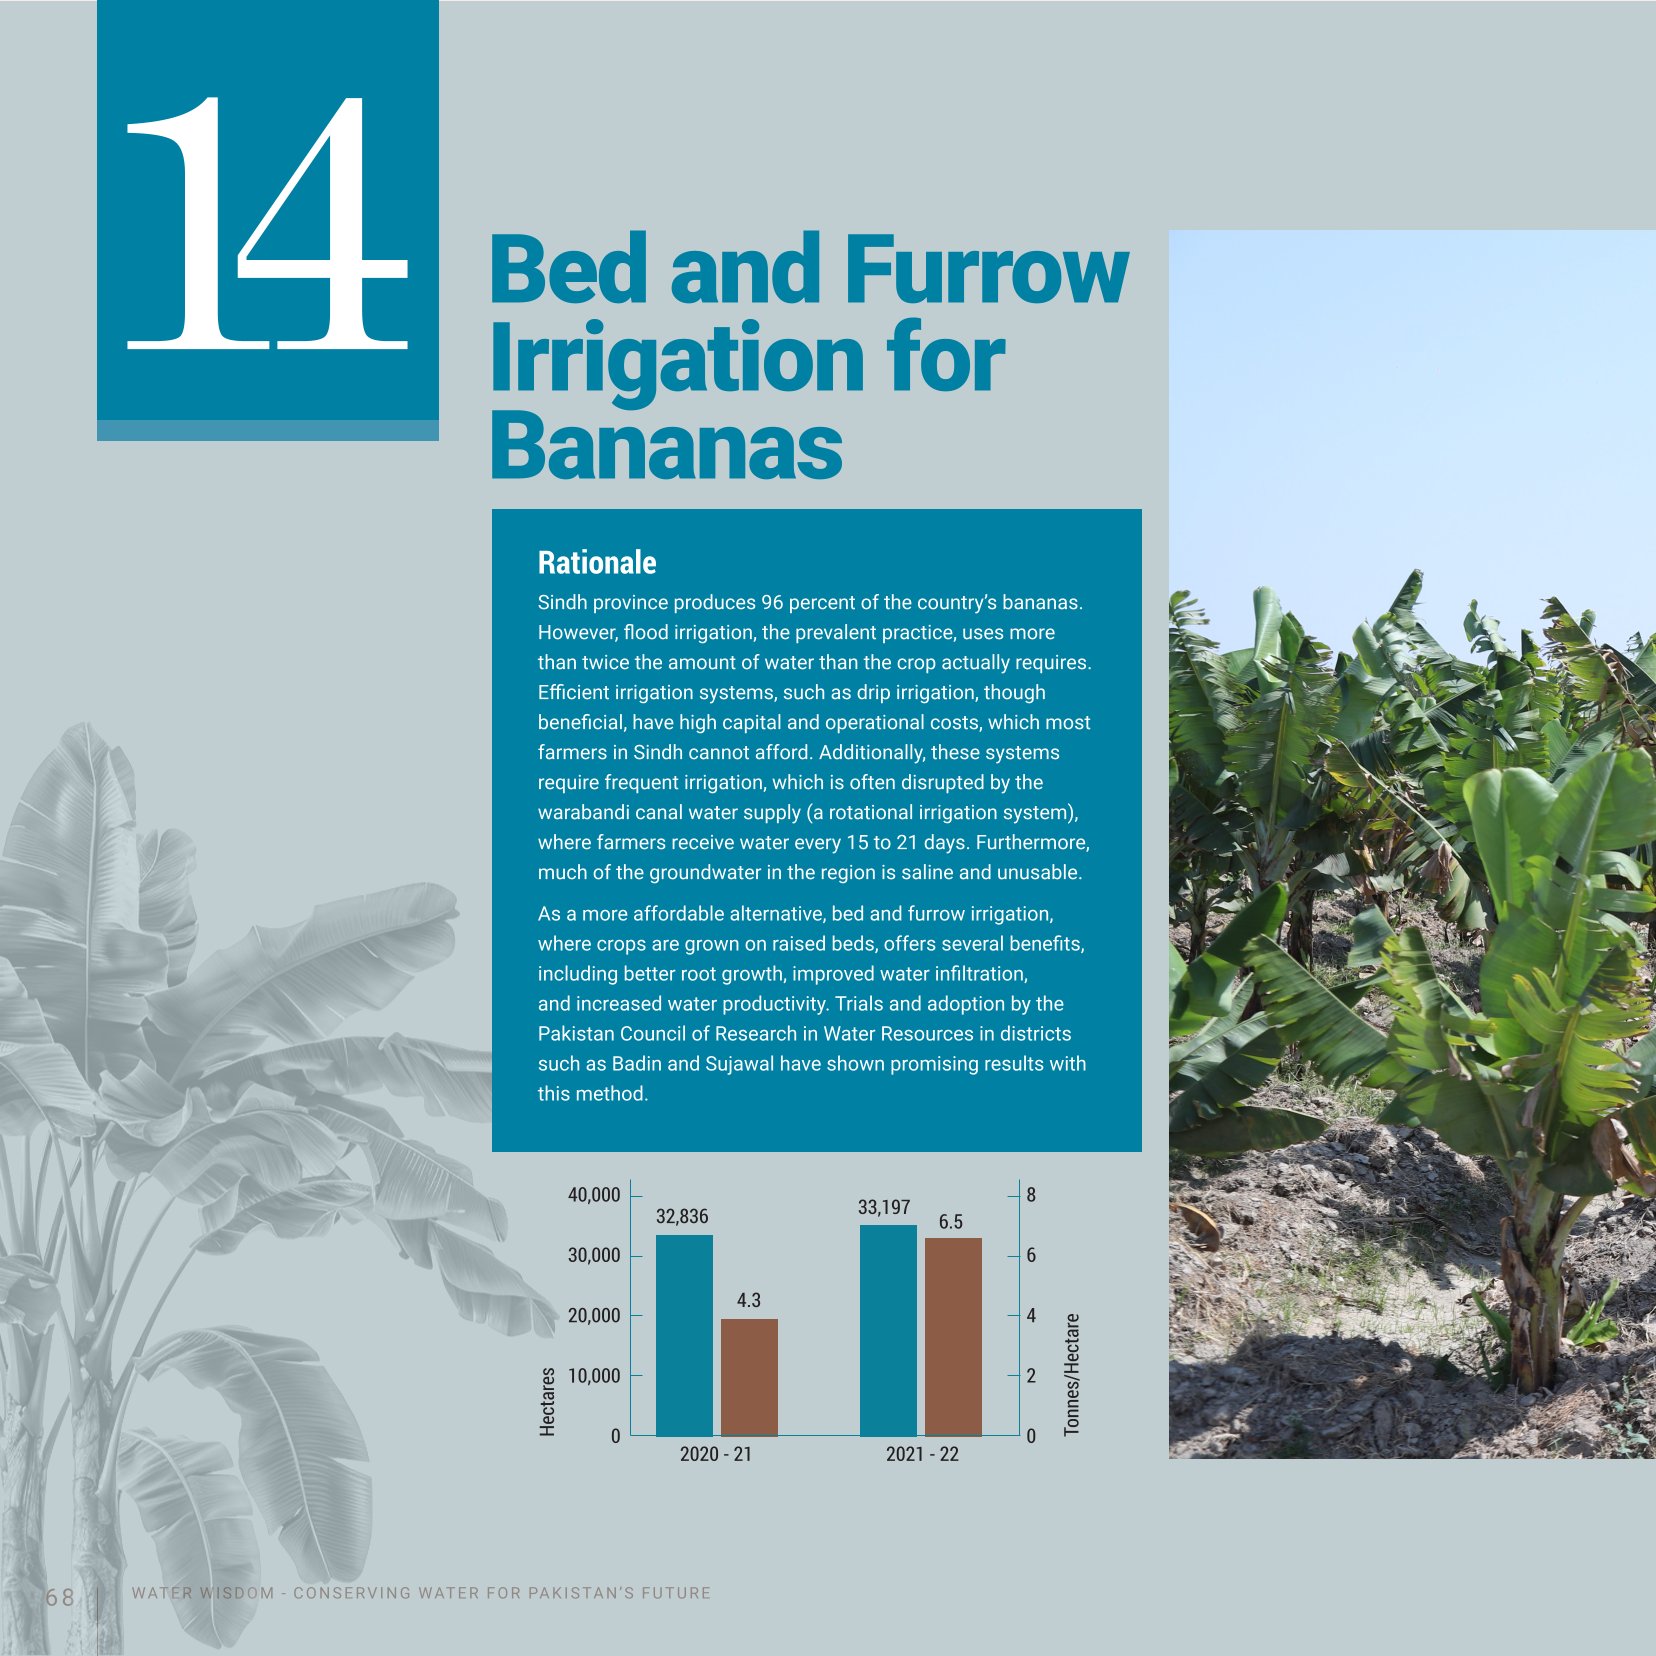 14
Bed and Furrow
Irrigation for
Bananas
Rationale
Sindh province produces 96 percent of the country’s bananas.
However, flood irrigation, the prevalent practice, uses more
than twice the amount of water than the crop actually requires.
Efficient irrigation systems, such as drip irrigation, though
beneficial, have high capital and operational costs, which most
farmers in Sindh cannot afford. Additionally, these systems
require frequent irrigation, which is often disrupted by the
warabandi canal water supply (a rotational irrigation system),
where farmers receive water every 15 to 21 days. Furthermore,
much of the groundwater in the region is saline and unusable.
As a more affordable alternative, bed and furrow irrigation,
where crops are grown on raised beds, offers several benefits,
including better root growth, improved water infiltration,
and increased water productivity. Trials and adoption by the
Pakistan Council of Research in Water Resources in districts
such as Badin and Sujawal have shown promising results with
this method.
Hectares
40,000
30,000
20,000
10,000
0
32,836
4.3
33,197
6.5
8
6
4
2
0
Tonnes/Hectare
2020 - 21
2021 - 22
68
WATER WISDOM - CONSERVING WATER FOR PAKISTAN’S FUTURE